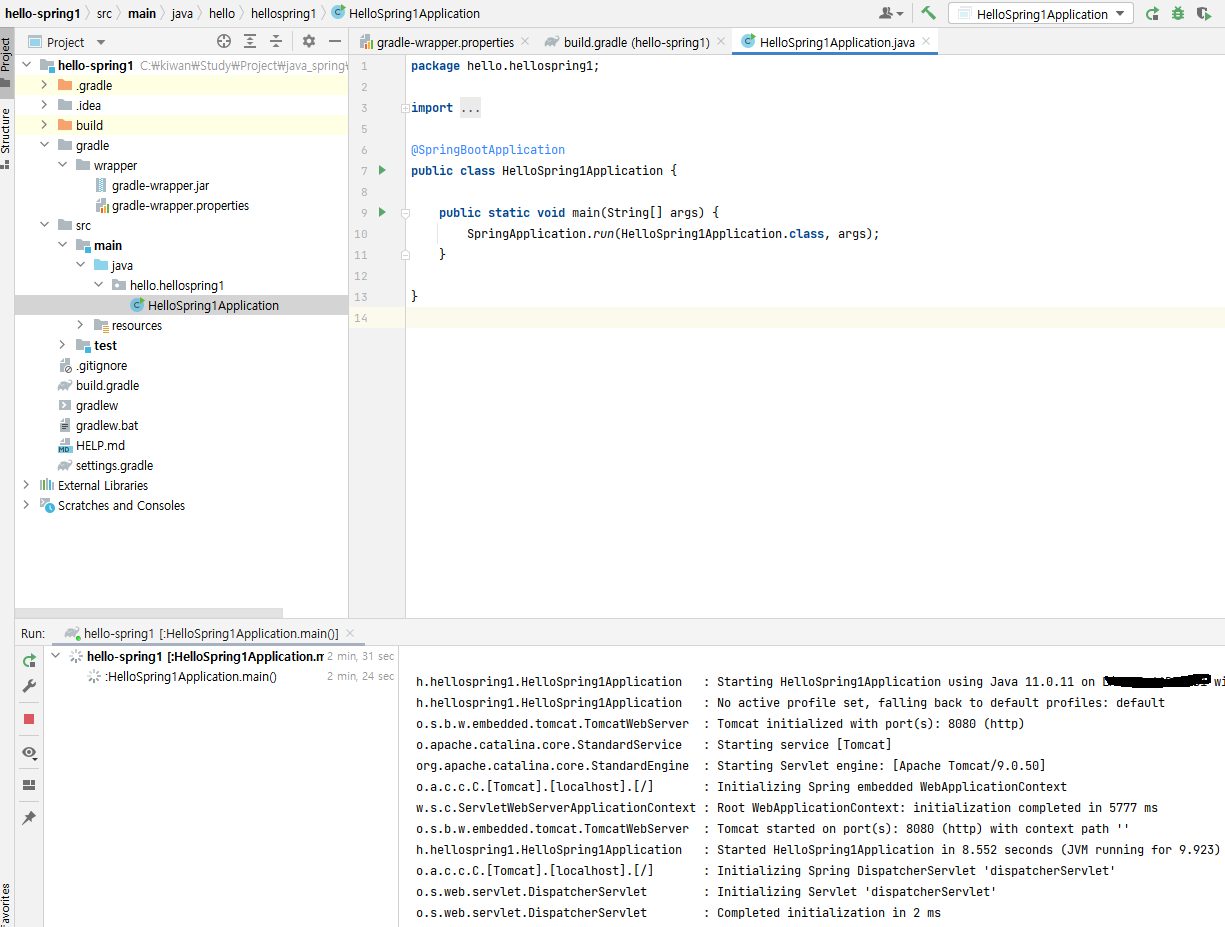 hello-spring1 src main java hello hellospring1 HelloSpring1Application HelloSpring1Application
Project
Project gradle-wrapper.properties build.gradle (hello-spring1) HelloSpring1Application.java
hello-spring1 C:₩kiwan₩Study₩Project₩java_spring₩
.gradle
.idea
build
gradle
wrapper
gradle-wrapper.jar
gradle-wrapper.properties
src
main
java
hello.hellospring1
HelloSpring1Application
resources
test
.gitignore
build.gradle
gradlew
gradlew.bat
MD HELP.md
settings.gradle
External Libraries
Scratches and Consoles
Structure
1 package hello.hellospring1;
2
3 import ...
5
6 @SpringBootApplication
7 public class HelloSpring1Application {
8
9 public static void main(String[] args) {
10 SpringApplication.run(HelloSpring1Application.class, args);
11 }
12
13 }
14
Run: hello-spring1 [:HelloSpring1Application.main()]
hello-spring1 [:HelloSpring1Application.m 2 min, 31 sec
:HelloSpring1Application.main() 2 min, 24 sec
h.hellospring1.HelloSpring1Application : Starting HelloSpring1Application using Java 11.0.11 on
h.hellospring1.HelloSpring1Application : No active profile set, falling back to default profiles: default
o.s.b.w.embedded.tomcat.TomcatWebServer : Tomcat initialized with port(s): 8080 (http)
o.apache.catalina.core.StandardService : Starting service [Tomcat]
org.apache.catalina.core.StandardEngine : Starting Servlet engine: [Apache Tomcat/9.0.50]
o.a.c.c.C.[Tomcat].[localhost].[/] : Initializing Spring embedded WebApplicationContext
w.s.c.ServletWebServerApplicationContext : Root WebApplicationContext: initialization completed in 5777 ms
o.s.b.w.embedded.tomcat.TomcatWebServer : Tomcat started on port(s): 8080 (http) with context path ''
h.hellospring1.HelloSpring1Application : Started HelloSpring1Application in 8.552 seconds (JVM running for 9.923)
o.a.c.c.C.[Tomcat].[localhost].[/] : Initializing Spring DispatcherServlet 'dispatcherServlet'
o.s.web.servlet.DispatcherServlet : Initializing Servlet 'dispatcherServlet'
o.s.web.servlet.DispatcherServlet : Completed initialization in 2 ms
Favorites